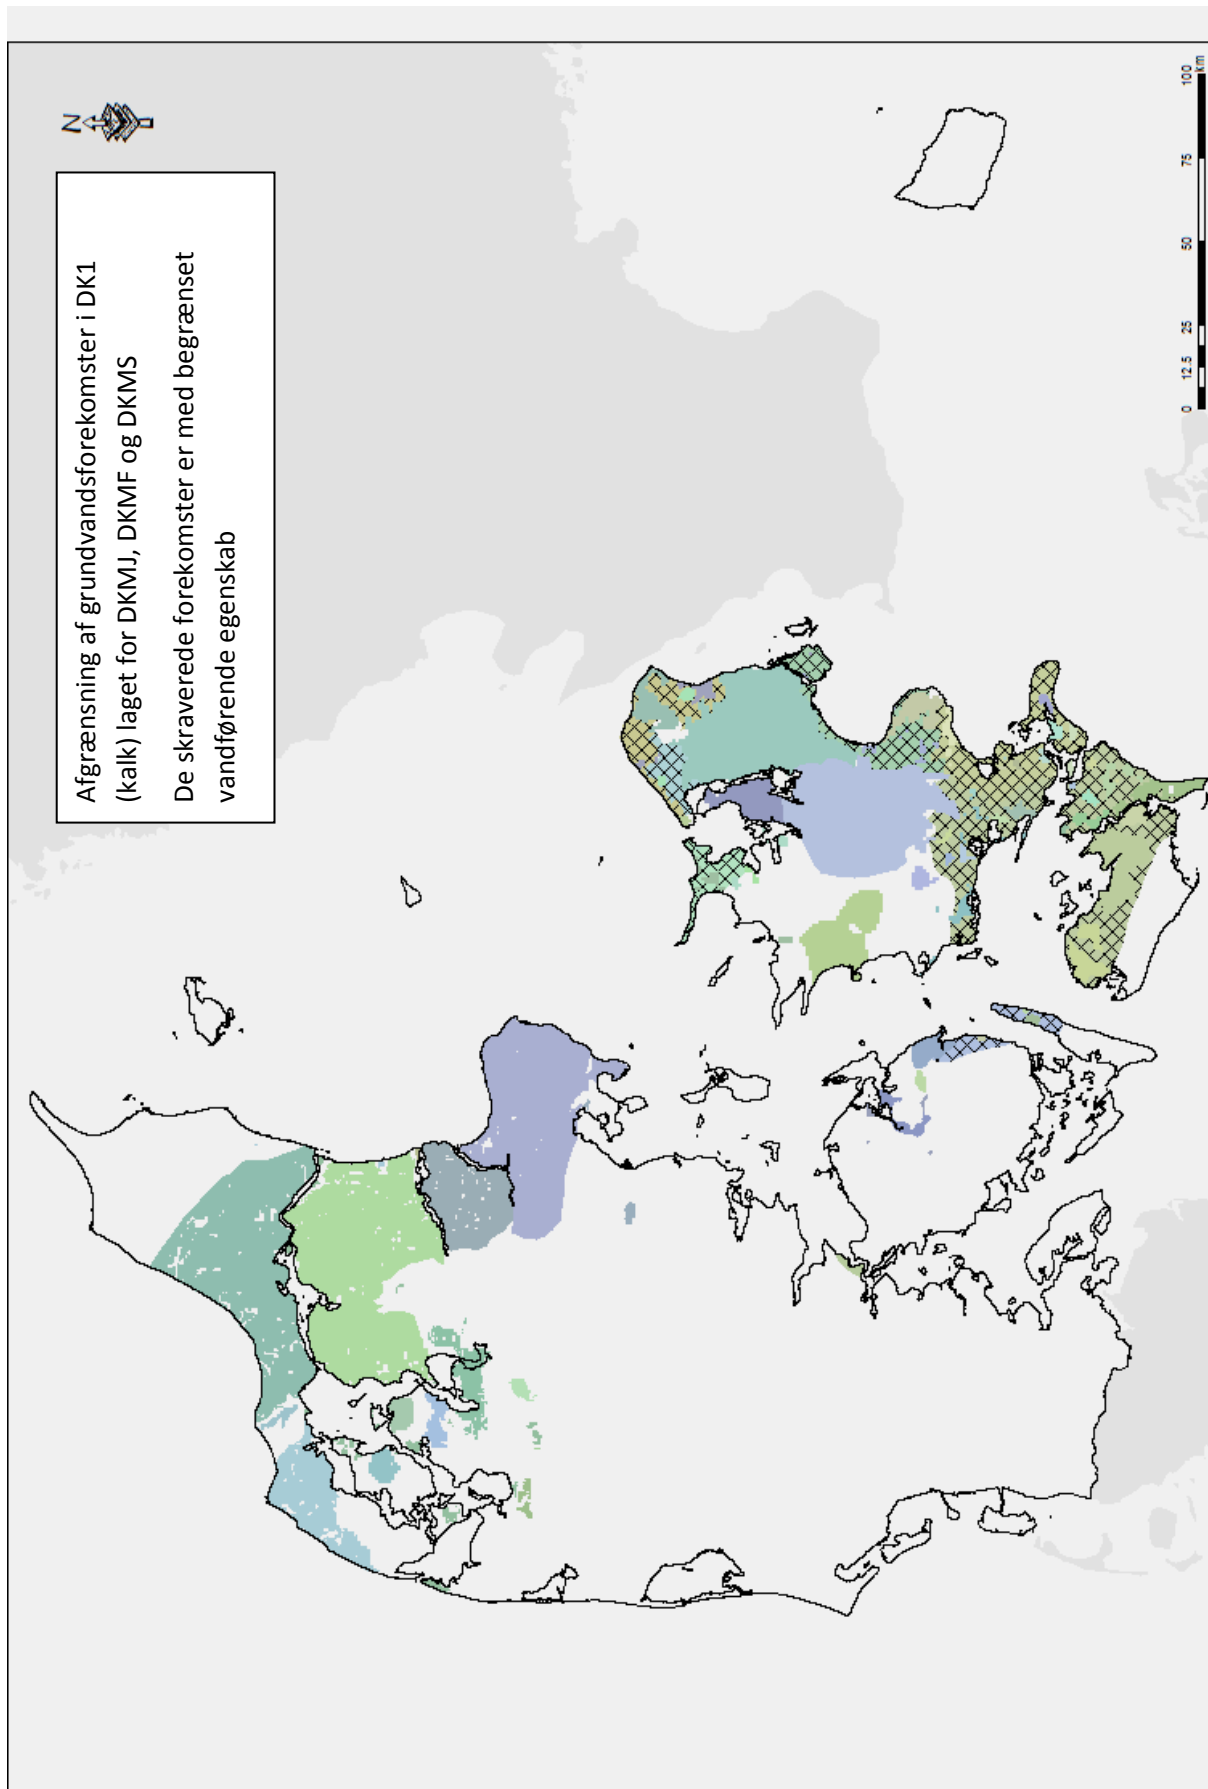 Afgrænsning af grundvandsforekomster i DK1
(kalk) laget for DKMJ, DKMF og DKMS
De skraverede forekomster er med begrænset
vandførende egenskab
N
0 12.5 25 50 75 100
km